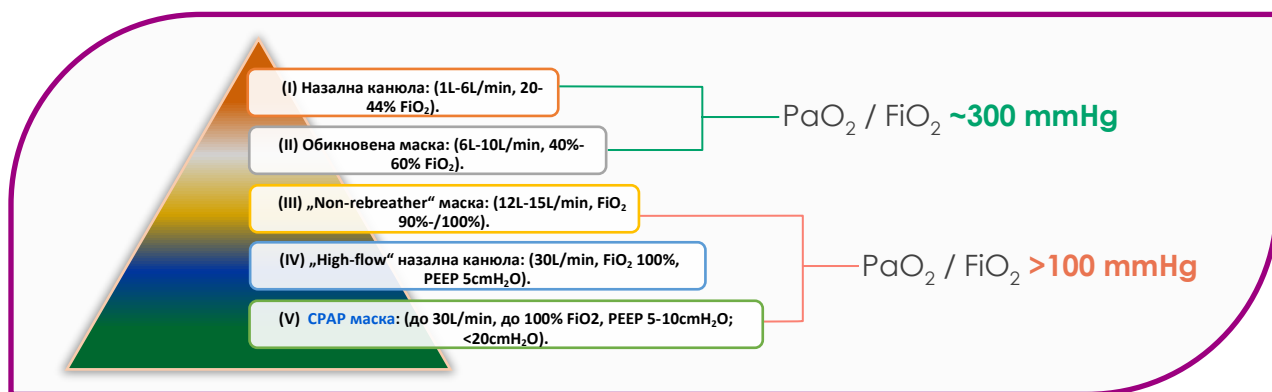 (I) Назална канюла: (1L-6L/min, 20-
44% FiO₂).
(II) Обикновена маска: (6L-10L/min, 40%-
60% FiO₂).
PaO₂ / FiO₂ ~300 mmHg
(III) „Non-rebreather“ маска: (12L-15L/min, FiO₂
90%-/100%).
(IV) „High-flow“ назална канюла: (30L/min, FiO₂ 100%,
PEEP 5cmH₂O).
(V) CPAP маска: (до 30L/min, до 100% FiO2, PEEP 5-10cmH₂O;
<20cmH₂O).
PaO₂ / FiO₂ >100 mmHg